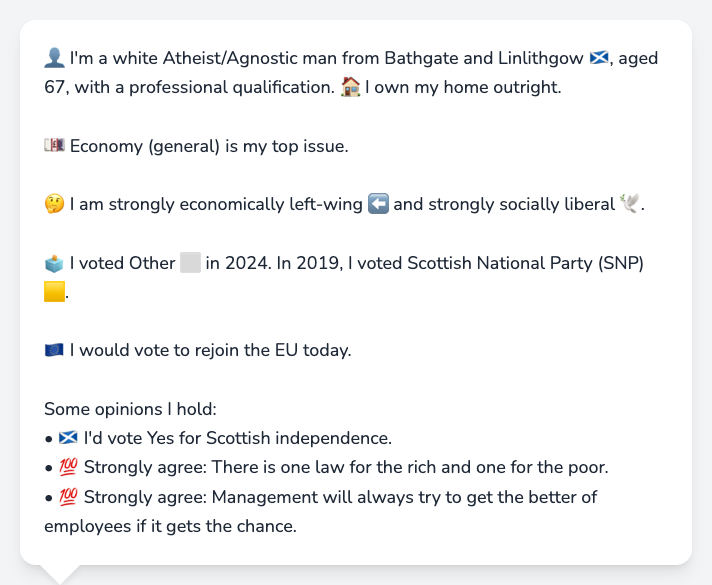 👤 I'm a white Atheist/Agnostic man from Bathgate and Linlithgow 🏴󠁧󠁢󠁳󠁣󠁴󠁿, aged
67, with a professional qualification. 🏠 I own my home outright.
💷 Economy (general) is my top issue.
🤔 I am strongly economically left-wing ⬅️ and strongly socially liberal 🕊️.
🗳️ I voted Other ⬜ in 2024. In 2019, I voted Scottish National Party (SNP)
🟨.
🇪🇺 I would vote to rejoin the EU today.
Some opinions I hold:
• 🏴󠁧󠁢󠁳󠁣󠁴󠁿 I'd vote Yes for Scottish independence.
• 💯 Strongly agree: There is one law for the rich and one for the poor.
• 💯 Strongly agree: Management will always try to get the better of
employees if it gets the chance.